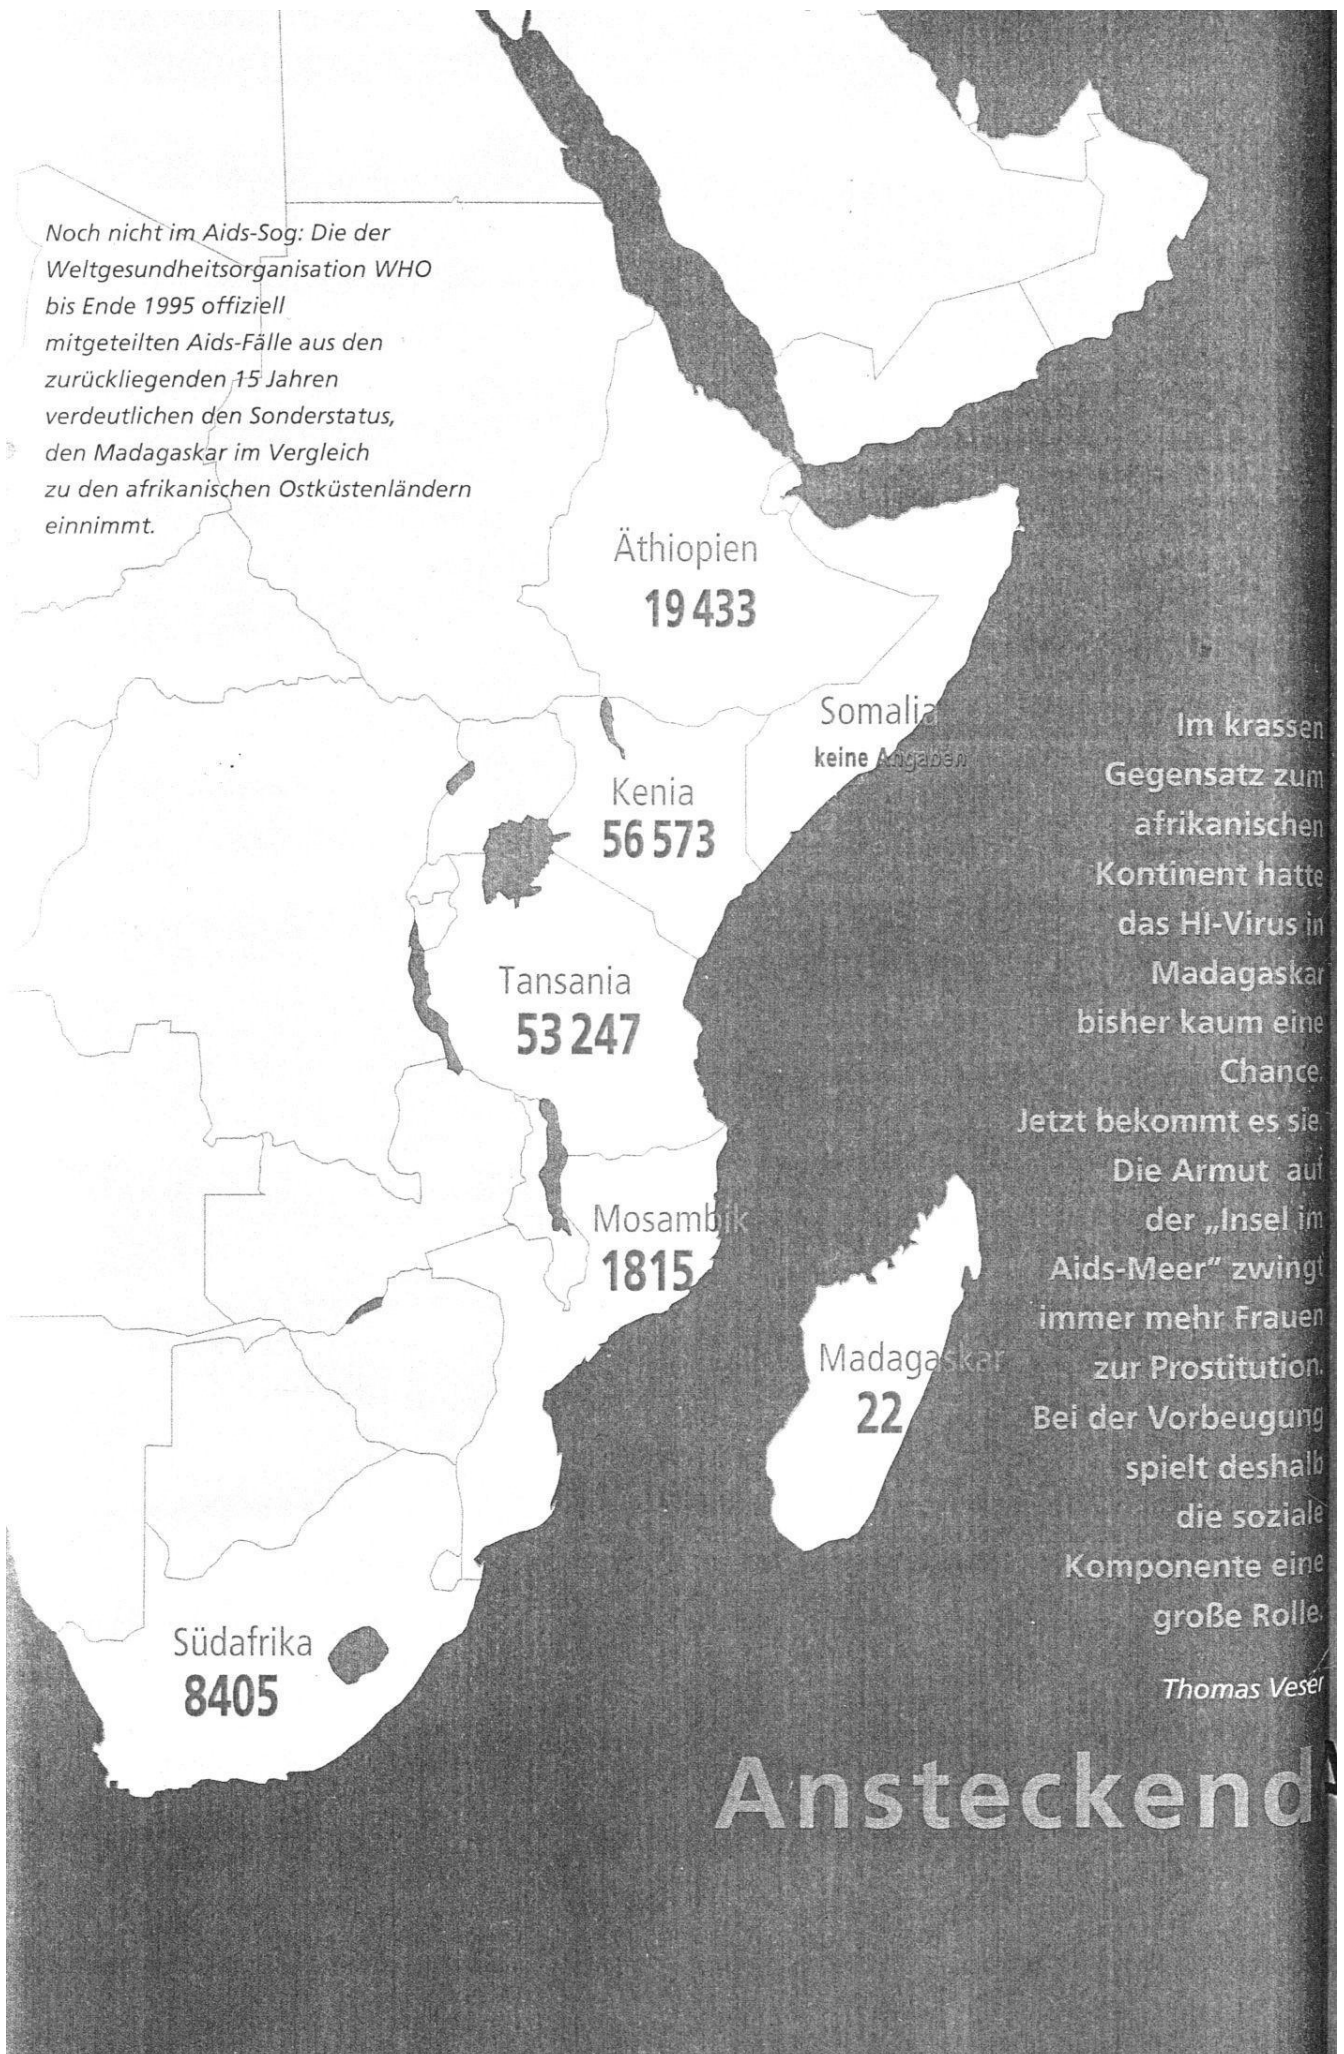 Noch nicht im Aids-Sog: Die der
Weltgesundheitsorganisation WHO
bis Ende 1995 offiziell
mitgeteilten Aids-Fälle aus den
zurückliegenden 15 Jahren
verdeutlichen den Sonderstatus,
den Madagaskar im Vergleich
zu den afrikanischen Ostküstenländern
einnimmt.
Äthiopien
19 433
Somalia
keine Angaben
Kenia
56 573
Tansania
53 247
Mosambik
1815
Madagaskar
22
Südafrika
8405
Im krassen
Gegensatz zum
afrikanischen
Kontinent hatte
das HI-Virus in
Madagaskar
bisher kaum eine
Chance.
Jetzt bekommt es sie.
Die Armut auf
der „Insel im
Aids-Meer" zwingt
immer mehr Frauen
zur Prostitution.
Bei der Vorbeugung
spielt deshalb
die soziale
Komponente eine
große Rolle.
Thomas Veser
Ansteckend